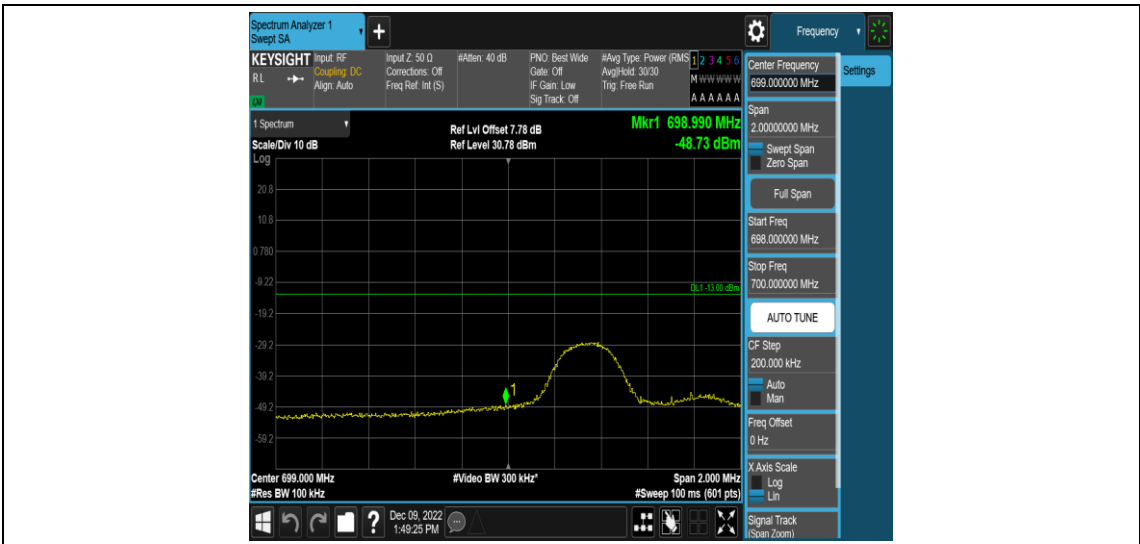 Spectrum Analyzer 1
Swept SA
+
Frequency
KEYSIGHT
RL
LXI
Input: RF
Coupling: DC
Align: Auto
Input Z: 50 Ω
Corrections: Off
Freq Ref: Int (S)
#Atten: 40 dB
PNO: Best Wide
Gate: Off
IF Gain: Low
Sig Track: Off
#Avg Type: Power (RMS
Avg|Hold: 30/30
Trig: Free Run
1 2 3 4 5 6
M W W W W W
A A A A A A
1 Spectrum
Scale/Div 10 dB
Log
Ref Lvl Offset 7.78 dB
Ref Level 30.78 dBm
Mkr1 698.990 MHz
-48.73 dBm
20.8
10.8
0.780
-9.22
-19.2
-29.2
-39.2
-49.2
-59.2
DL1 -13.00 dBm
1
Center 699.000 MHz
#Res BW 100 kHz
#Video BW 300 kHz*
Span 2.000 MHz
#Sweep 100 ms (601 pts)
?
Dec 09, 2022
1:49:25 PM
Center Frequency
699.000000 MHz
Settings
Span
2.00000000 MHz
Swept Span
Zero Span
Full Span
Start Freq
698.000000 MHz
Stop Freq
700.000000 MHz
AUTO TUNE
CF Step
200.000 kHz
Auto
Man
Freq Offset
0 Hz
X Axis Scale
Log
Lin
Signal Track
(Span Zoom)